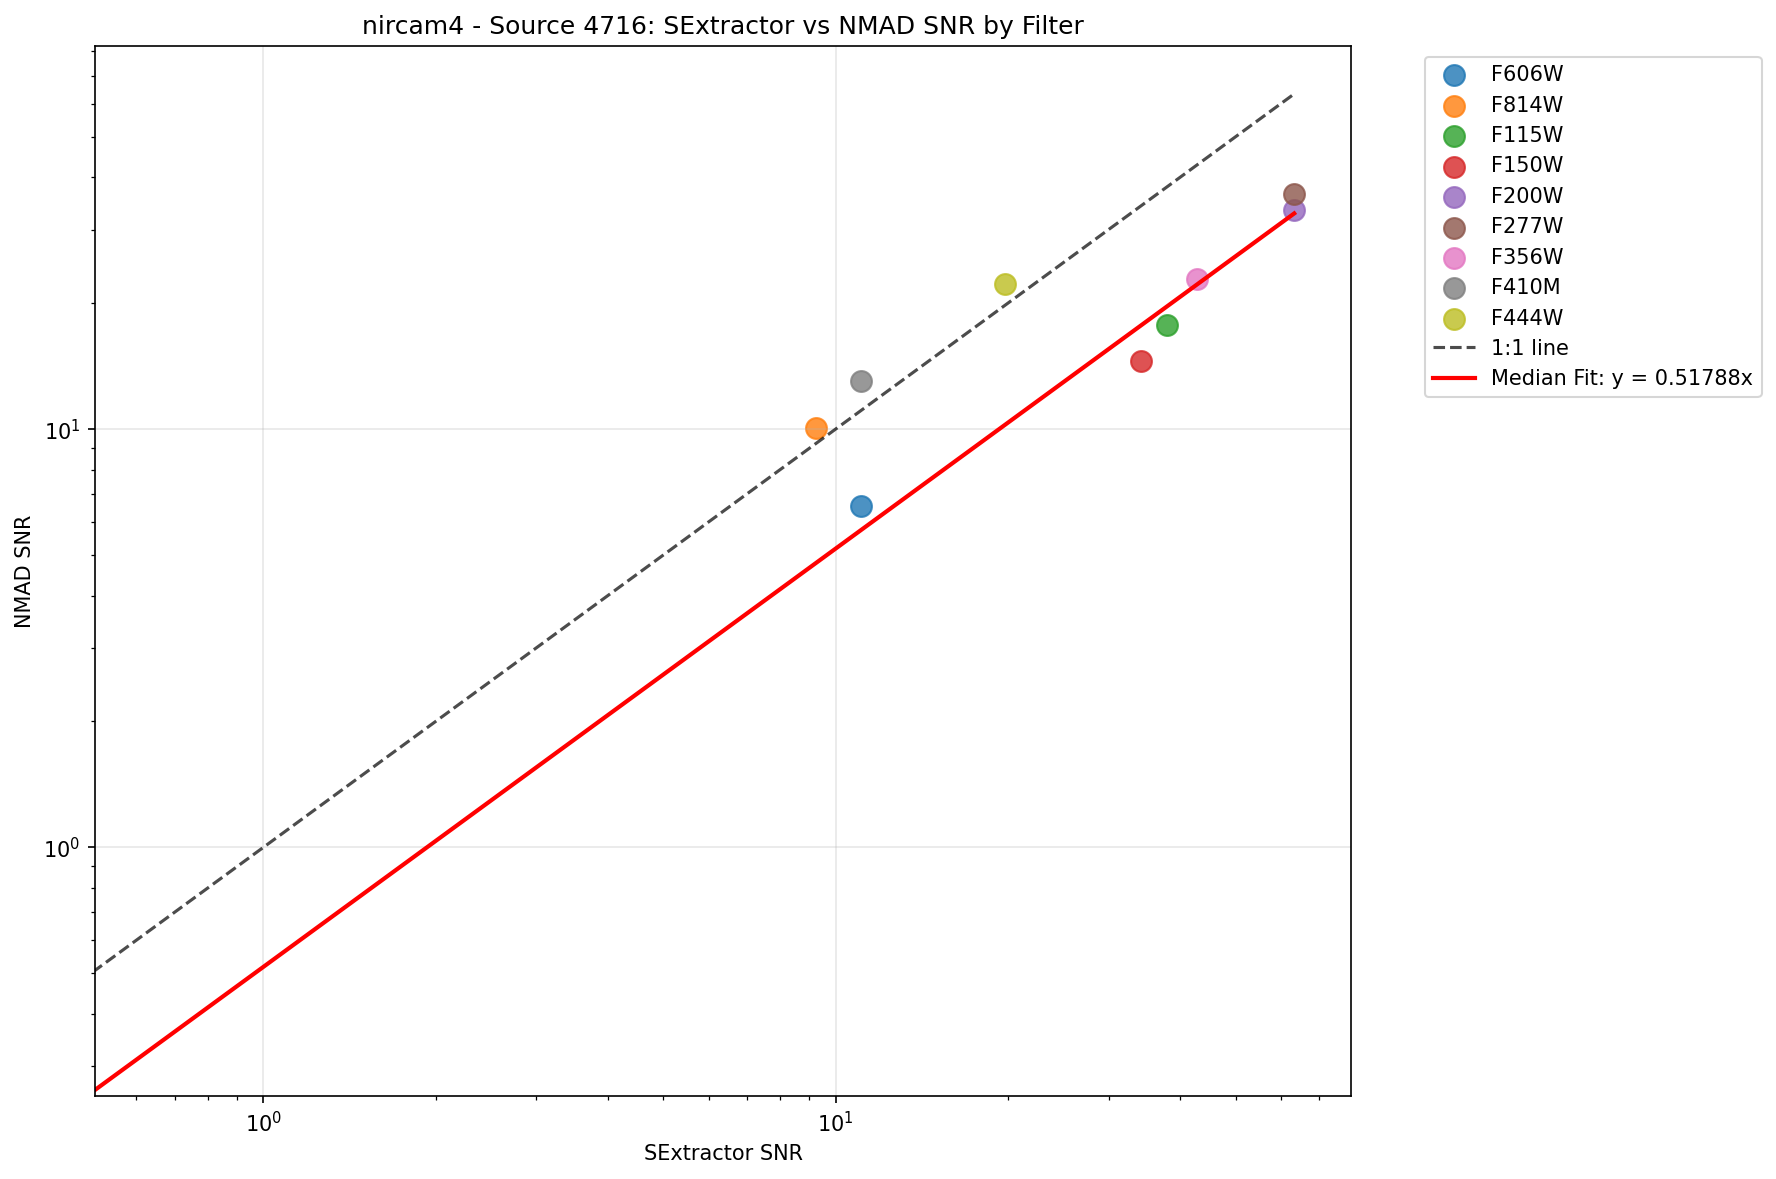 nircam4 - Source 4716: SExtractor vs NMAD SNR by Filter
F606W
F814W
F115W
F150W
F200W
F277W
F356W
F410M
F444W
1:1 line
Median Fit: y = 0.51788x
NMAD SNR
10¹
10⁰
10⁰
10¹
SExtractor SNR